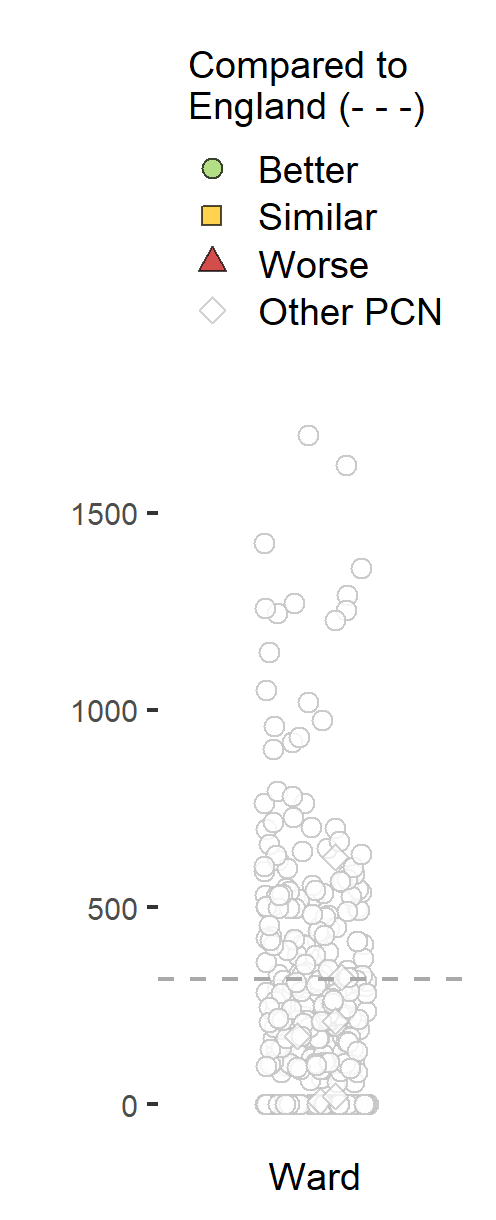 Compared to
England (- - -)
Better
Similar
Worse
Other PCN
1500
1000
500
0
Ward